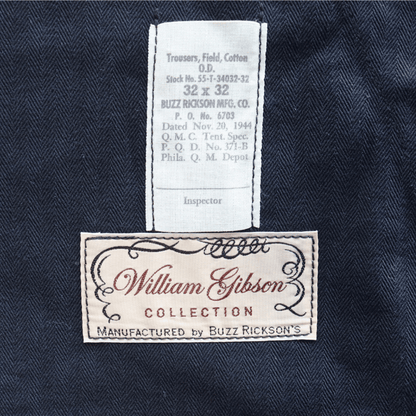 Trousers, Field, Cotton
O.D.
Stock No. 55-T-34032-32
32 x 32
BUZZ RICKSON MFG. CO.
P. O. No. 6703
Dated Nov. 20, 1944
Q. M. C. Tent. Spec.
P. Q. D. No. 371-B
Phila. Q. M. Depot.
Inspector
William Gibson
COLLECTION
MANUFACTURED by BUZZ RICKSON'S